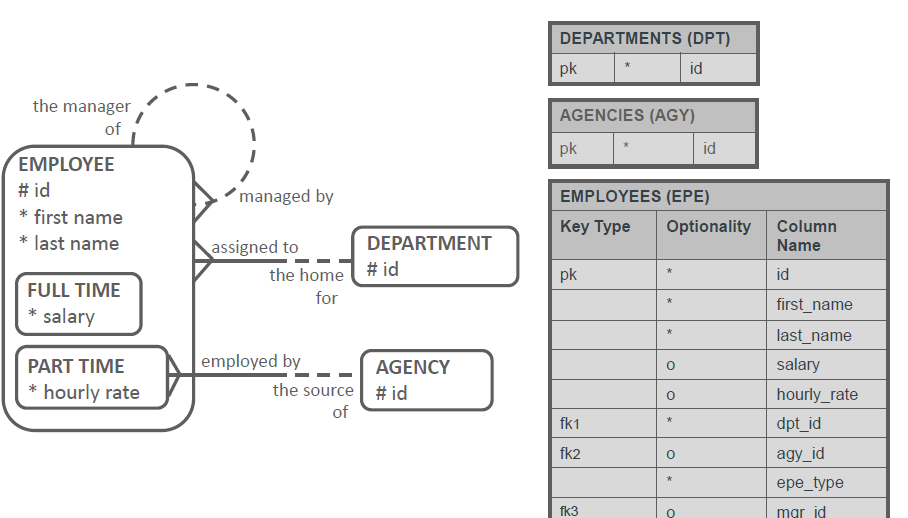 the manager
of
EMPLOYEE
# id
* first name
* last name
managed by
assigned to
the home
for
DEPARTMENT
# id
FULL TIME
* salary
PART TIME
* hourly rate
employed by
the source
of
AGENCY
# id
DEPARTMENTS (DPT)
pk * id
AGENCIES (AGY)
pk * id
EMPLOYEES (EPE)
Key Type Optionality Column
Name
pk * id
* first_name
* last_name
o salary
o hourly_rate
fk1 * dpt_id
fk2 o agy_id
* epe_type
fk3 o mgr_id